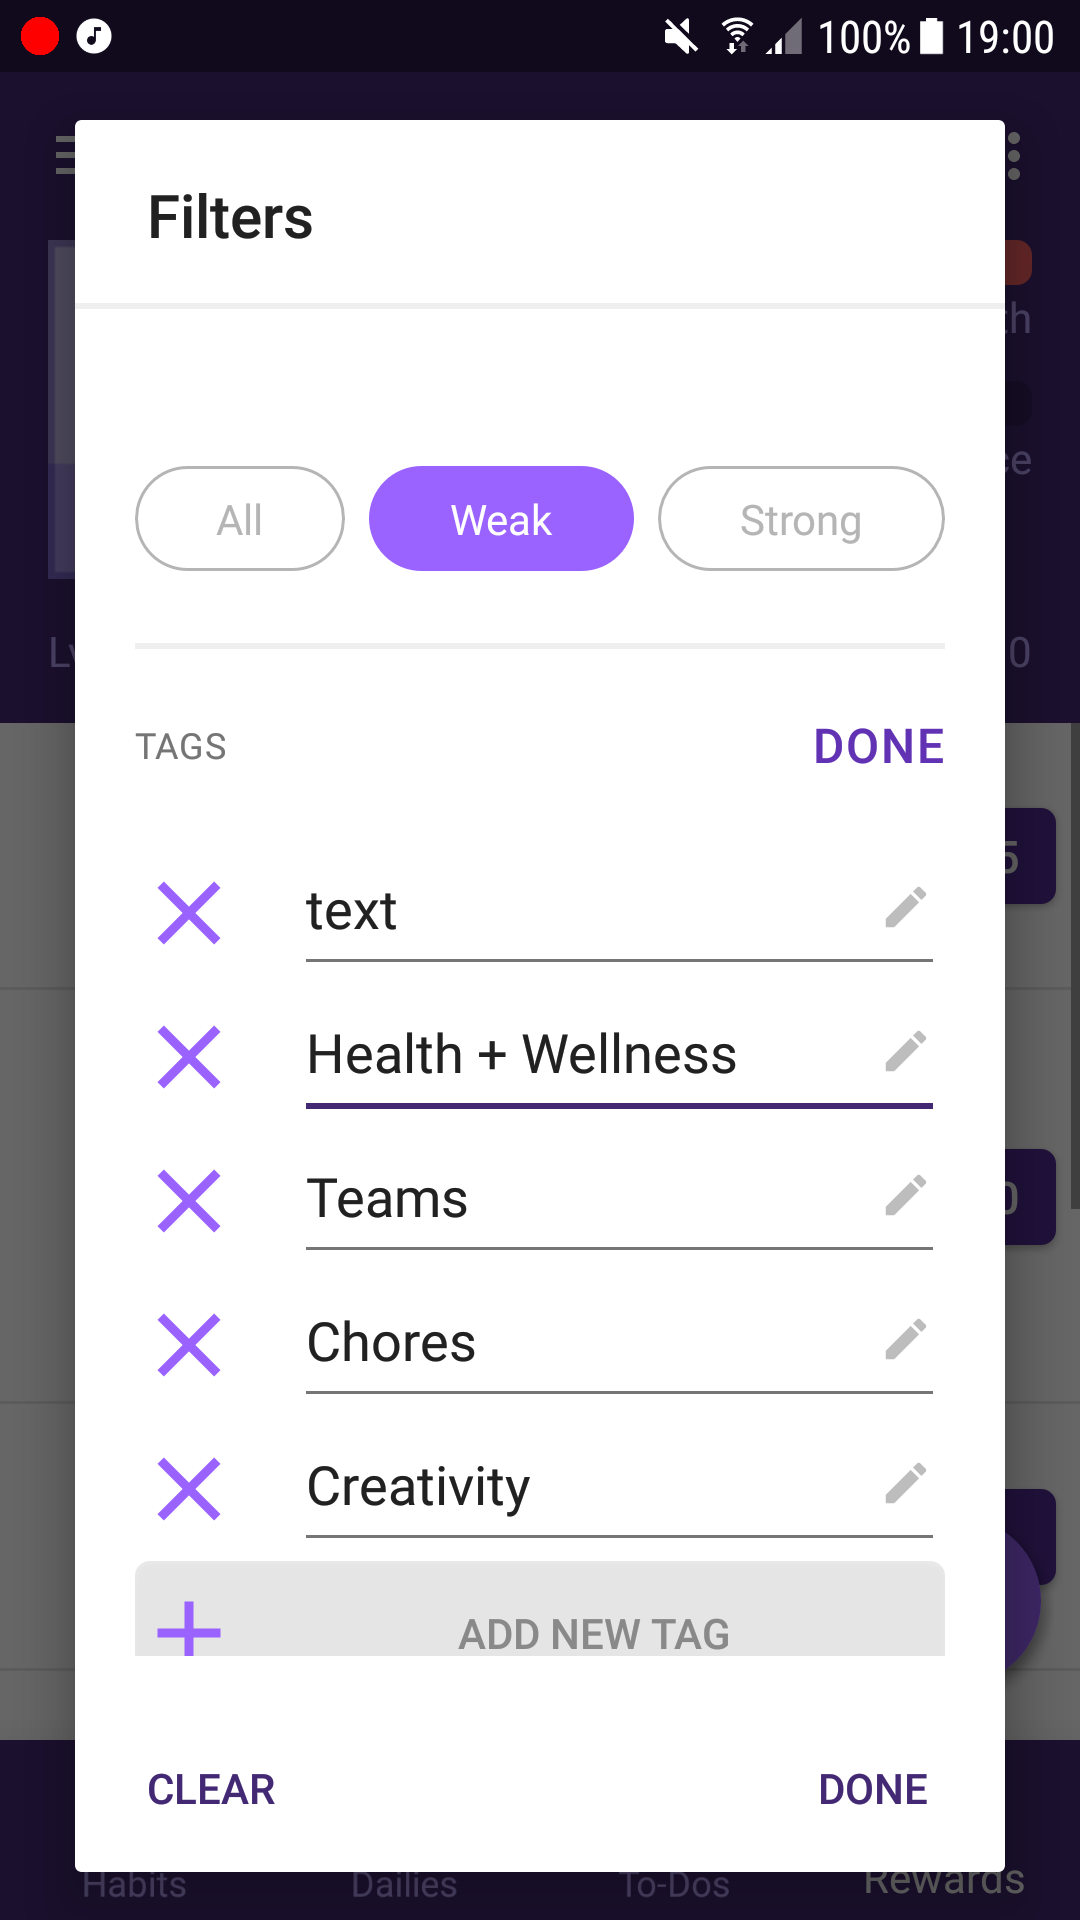 100% 19:00
Filters
All Weak Strong
TAGS DONE
text
Health + Wellness
Teams
Chores
Creativity
ADD NEW TAG
CLEAR DONE
Habits Dailies To-Dos Rewards